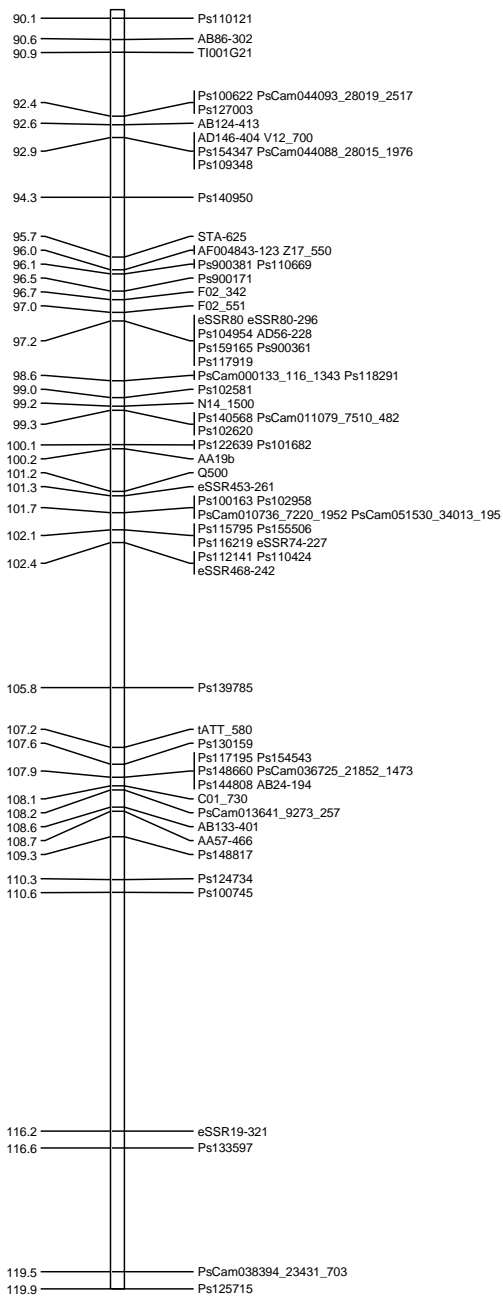 90.1 Ps110121
90.6 AB86-302
90.9 TI001G21
Ps100622 PsCam044093_28019_2517
92.4 Ps127003
92.6 AB124-413
AD146-404 V12_700
92.9 Ps154347 PsCam044088_28015_1976
Ps109348
94.3 Ps140950
95.7 STA-625
96.0 AF004843-123 Z17_550
96.1 Ps900381 Ps110669
96.5 Ps900171
96.7 F02_342
97.0 F02_551
eSSR80 eSSR80-296
97.2 Ps104954 AD56-228
Ps159165 Ps900361
Ps117919
98.6 PsCam000133_116_1343 Ps118291
99.0 Ps102581
99.2 N14_1500
99.3 Ps140568 PsCam011079_7510_482
Ps102620
100.1 Ps122639 Ps101682
100.2 AA19b
101.2 Q500
101.3 eSSR453-261
101.7 Ps100163 Ps102958
PsCam010736_7220_1952 PsCam051530_34013_195
102.1 Ps115795 Ps155506
Ps116219 eSSR74-227
102.4 Ps112141 Ps110424
eSSR468-242
105.8 Ps139785
107.2 tATT_580
107.6 Ps130159
Ps117195 Ps154543
107.9 Ps148660 PsCam036725_21852_1473
Ps144808 AB24-194
108.1 C01_730
108.2 PsCam013641_9273_257
108.6 AB133-401
108.7 AA57-466
109.3 Ps148817
110.3 Ps124734
110.6 Ps100745
116.2 eSSR19-321
116.6 Ps133597
119.5 PsCam038394_23431_703
119.9 Ps125715